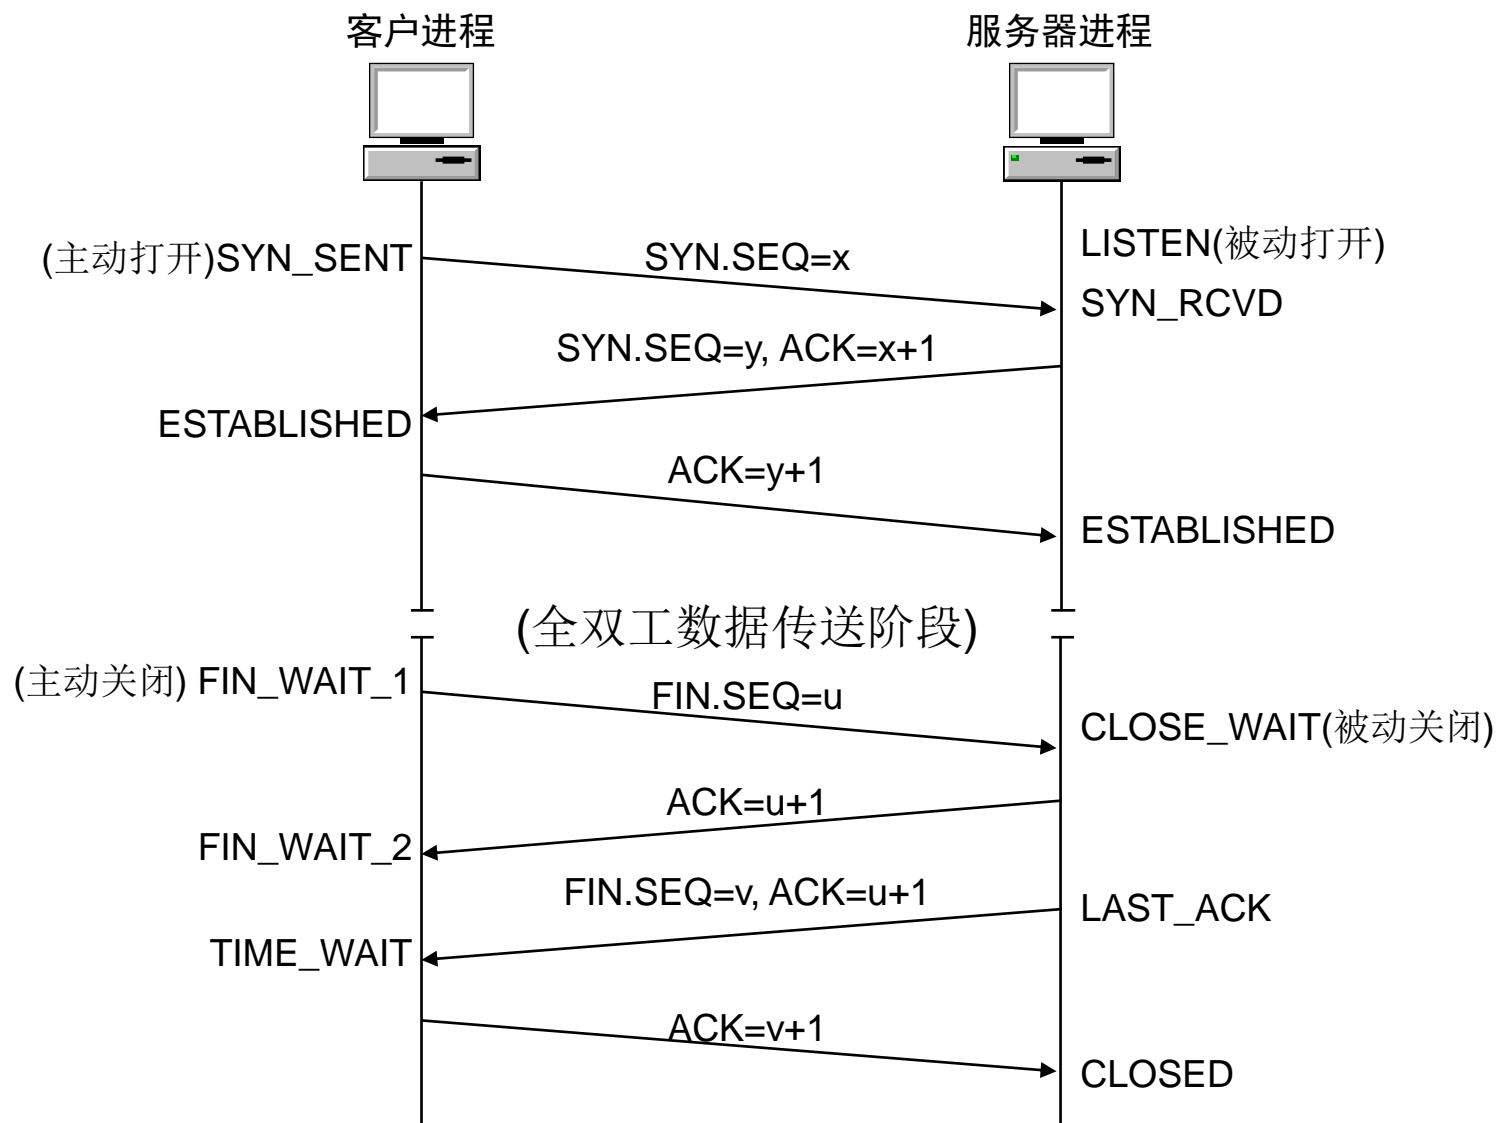 客户进程
服务器进程
(主动打开)SYN_SENT
SYN.SEQ=x
LISTEN(被动打开)
SYN_RCVD
SYN.SEQ=y, ACK=x+1
ESTABLISHED
ACK=y+1
ESTABLISHED
(全双工数据传送阶段)
(主动关闭) FIN_WAIT_1
FIN.SEQ=u
CLOSE_WAIT(被动关闭)
ACK=u+1
FIN_WAIT_2
FIN.SEQ=v, ACK=u+1
LAST_ACK
TIME_WAIT
ACK=v+1
CLOSED